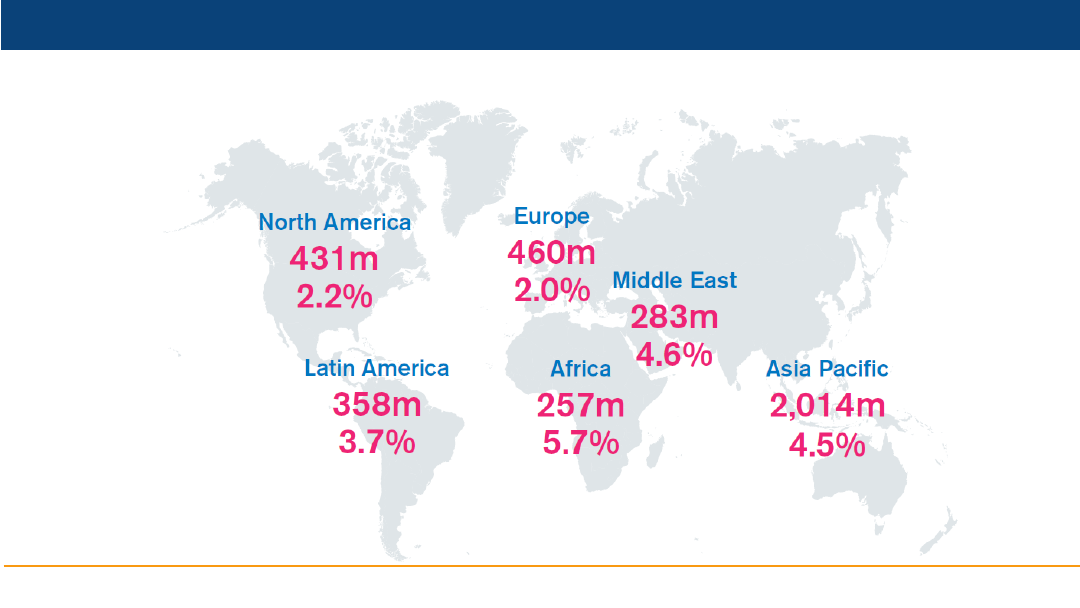 North America
431m
2.2%
Europe
460m
2.0%
Middle East
283m
4.6%
Latin America
358m
3.7%
Africa
257m
5.7%
Asia Pacific
2,014m
4.5%